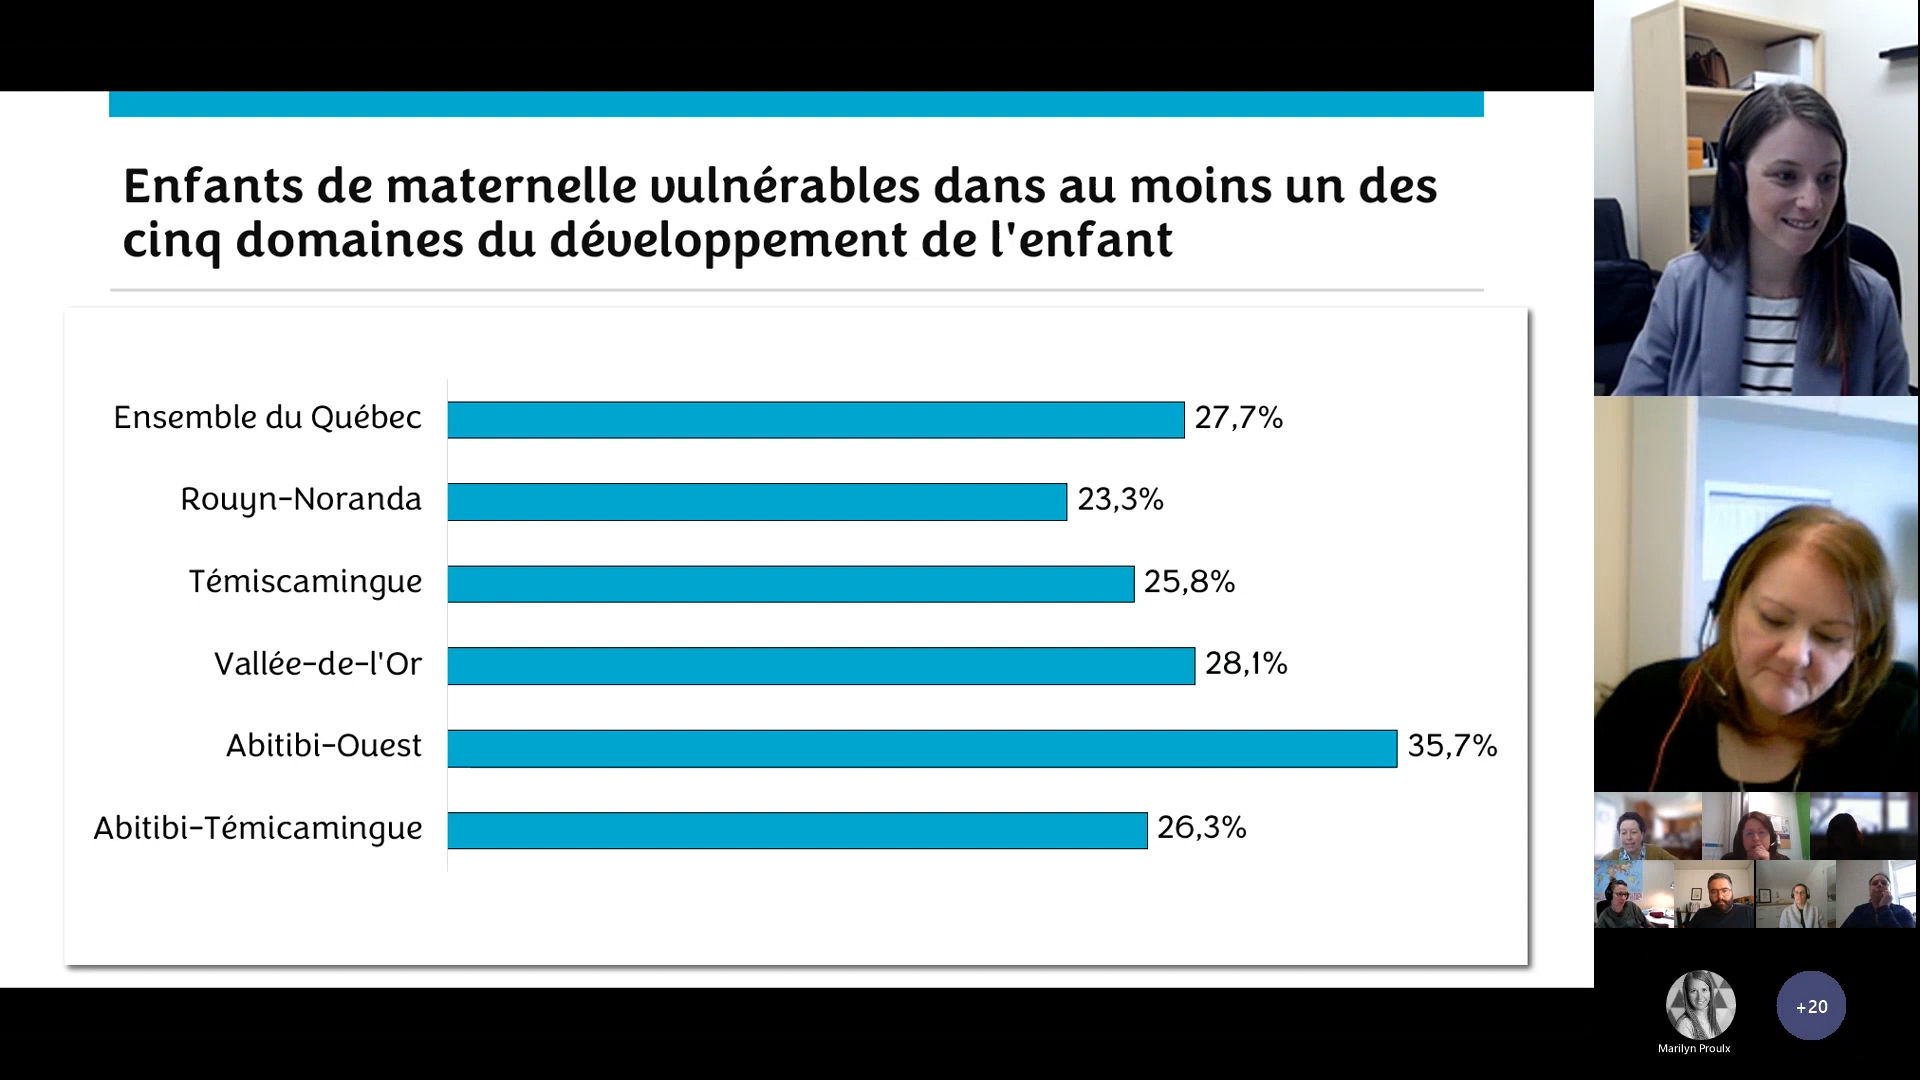 Enfants de maternelle vulnérables dans au moins un des
cinq domaines du développement de l'enfant
Ensemble du Québec 27,7%
Rouyn-Noranda 23,3%
Témiscamingue 25,8%
Vallée-de-l'Or 28,1%
Abitibi-Ouest 35,7%
Abitibi-Témicamingue 26,3%
+20
Marilyn Proulx